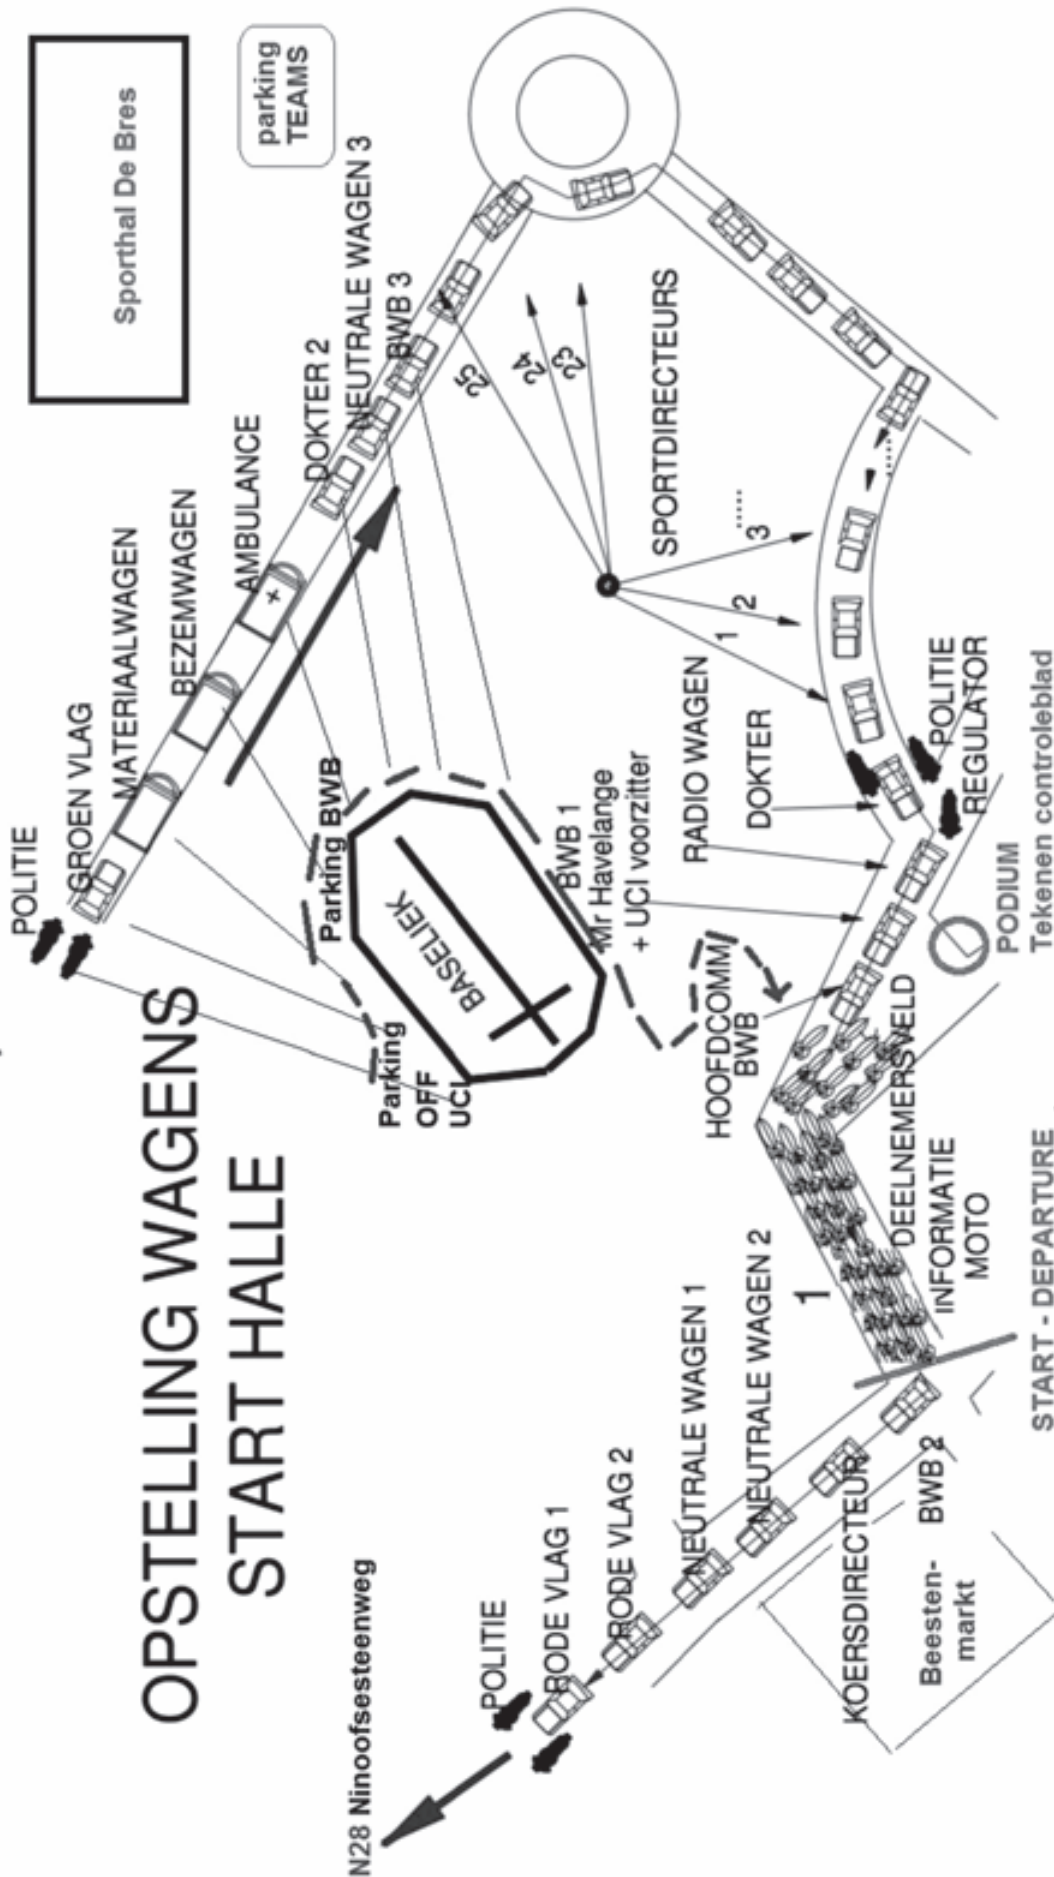 OPSTELLING WAGENS
START HALLE
N28 Ninoofsesteenweg
POLITIE
RODE VLAG 1
RODE VLAG 2
NEUTRALE WAGEN 1
NEUTRALE WAGEN 2
KOERSDIRECTEUR
BWB 2
Beesten-
markt
START - DEPARTURE
1
INFORMATIE
MOTO
DEELNEMERSVELD
HOOFDCOMM
BWB
BWB 1
Mr Havelange
+ UCI voorzitter
RADIO WAGEN
DOKTER
PODIUM
Tekenen controleblad
POLITIE
REGULATOR
SPORTDIRECTEURS
1
2
3
.....
.....
23
24
25
BASELIEK
Parking
OFF
UCI
Parking BWB
POLITIE
GROEN VLAG
MATERIAALWAGEN
BEZEMWAGEN
AMBULANCE
DOKTER 2
NEUTRALE WAGEN 3
BWB 3
parking
TEAMS
Sporthal De Bres